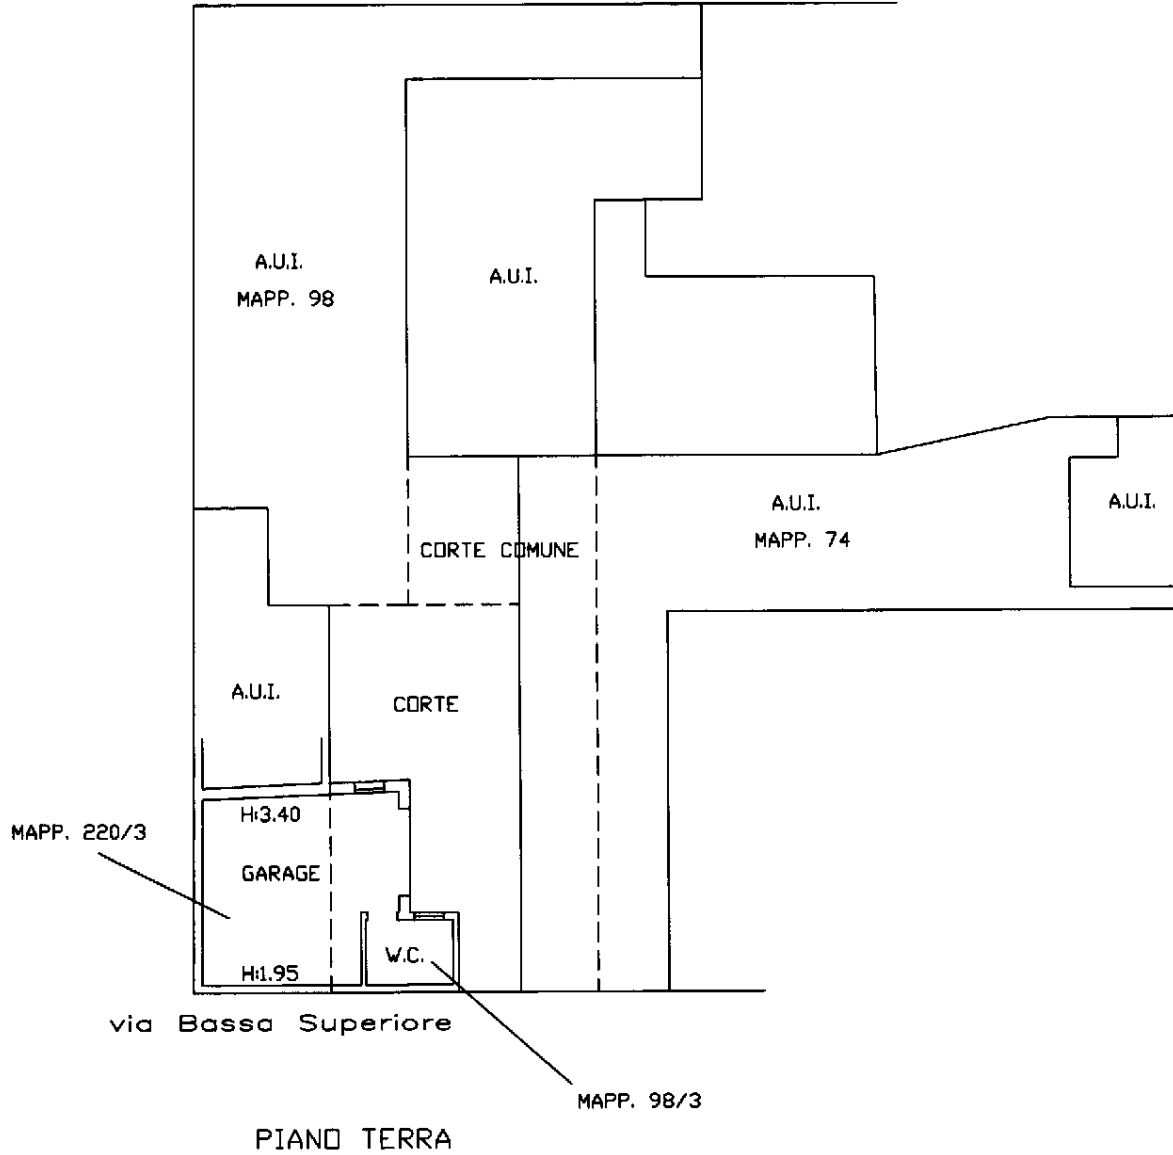 A.U.I.
MAPP. 98
A.U.I.
A.U.I.
MAPP. 74
A.U.I.
CORTE COMUNE
A.U.I.
CORTE
H:3.40
MAPP. 220/3
GARAGE
W.C.
H:1.95
via Bassa Superiore
MAPP. 98/3
PIANO TERRA